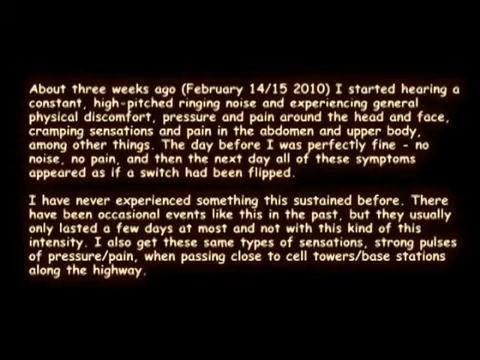 About three weeks ago (February 14/15 2010) I started hearing a
constant, high-pitched ringing noise and experiencing general
physical discomfort, pressure and pain around the head and face,
cramping sensations and pain in the abdomen and upper body,
among other things. The day before I was perfectly fine - no
noise, no pain, and then the next day all of these symptoms
appeared as if a switch had been flipped.
I have never experienced something this sustained before. There
have been occasional events like this in the past, but they usually
only lasted a few days at most and not with this kind of this
intensity. I also get these same types of sensations, strong pulses
of pressure/pain, when passing close to cell towers/base stations
along the highway.